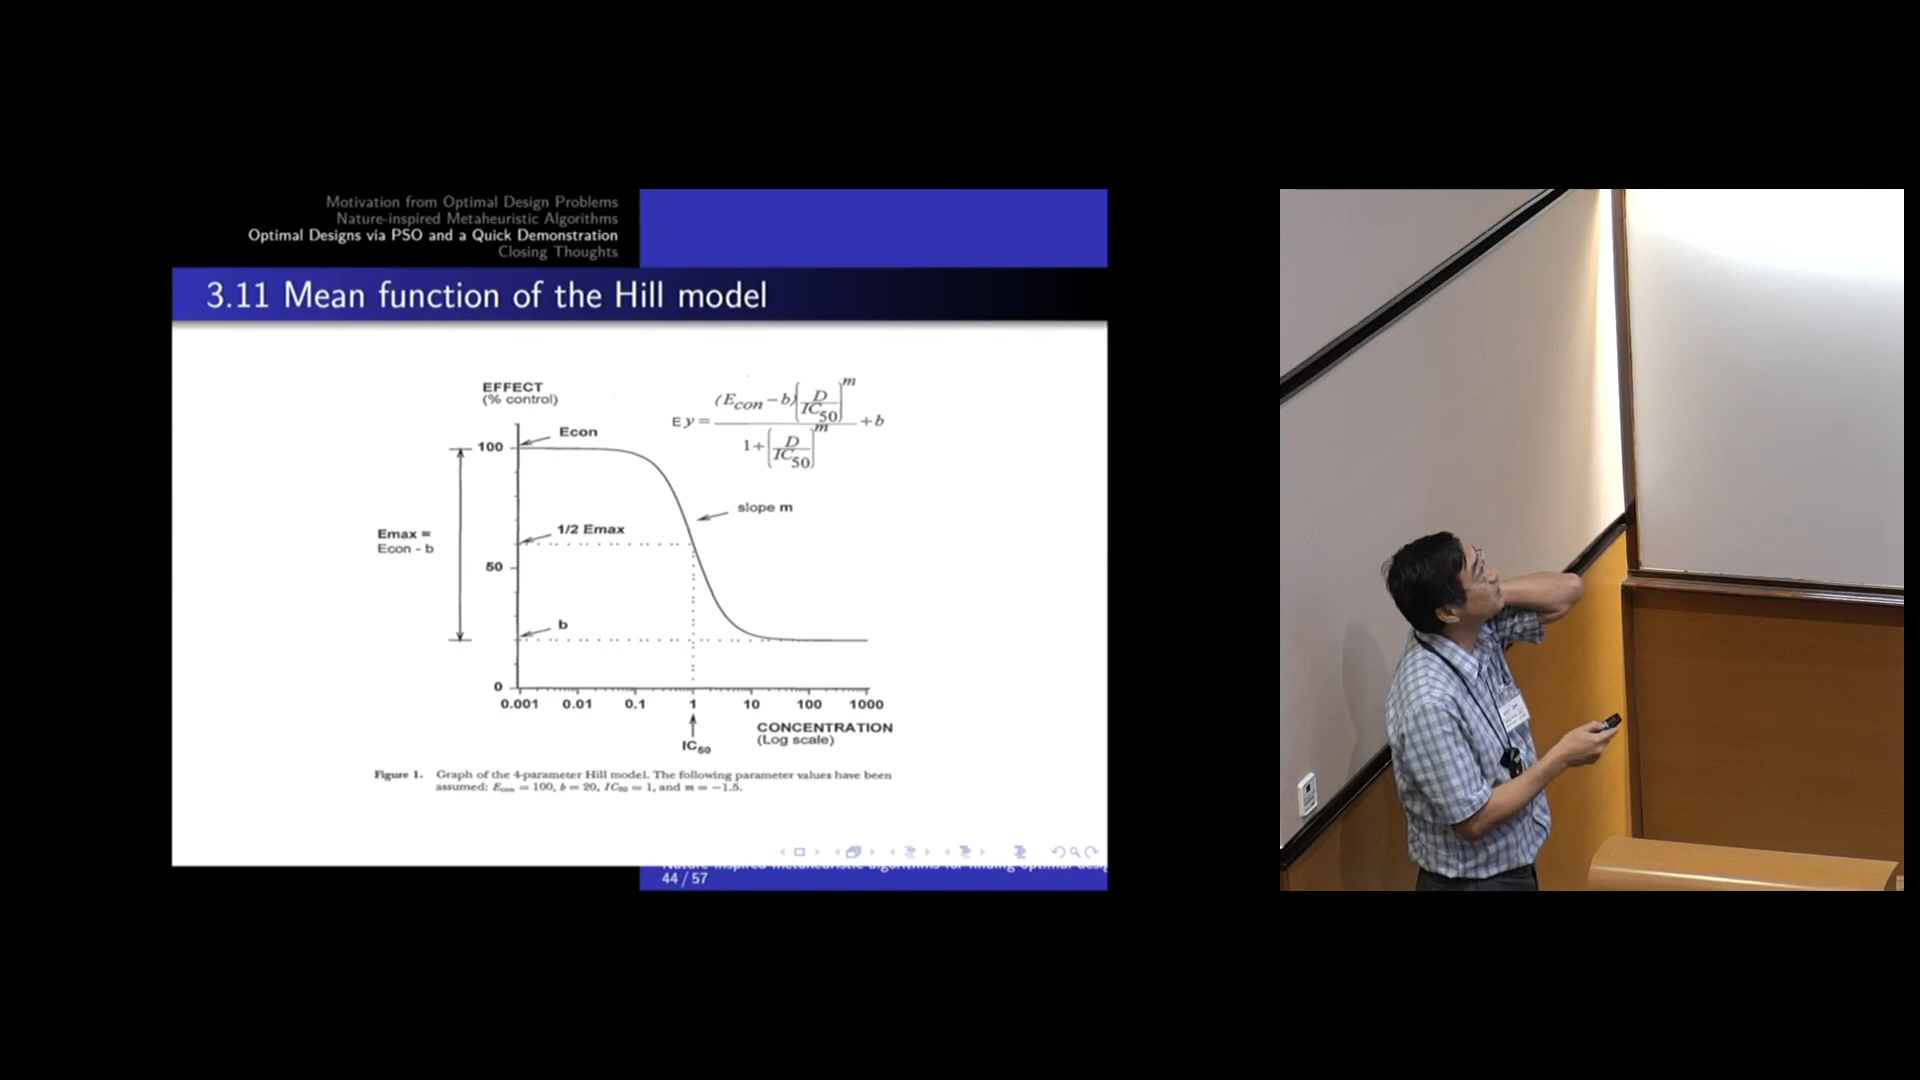 Motivation from Optimal Design Problems
Nature-inspired Metaheuristic Algorithms
Optimal Designs via PSO and a Quick Demonstration
Closing Thoughts
3.11 Mean function of the Hill model
EFFECT
(% control)
E y = (E_con − b)[D/IC_50]^m / 1+[D/IC_50]^m + b
Econ
100
slope m
1/2 Emax
Emax =
Econ - b
50
b
0
0.001 0.01 0.1 1 10 100 1000
CONCENTRATION
(Log scale)
IC50
Figure 1. Graph of the 4-parameter Hill model. The following parameter values have been
assumed: Econ = 100, b = 20, IC50 = 1, and m = −1.5.
44 / 57